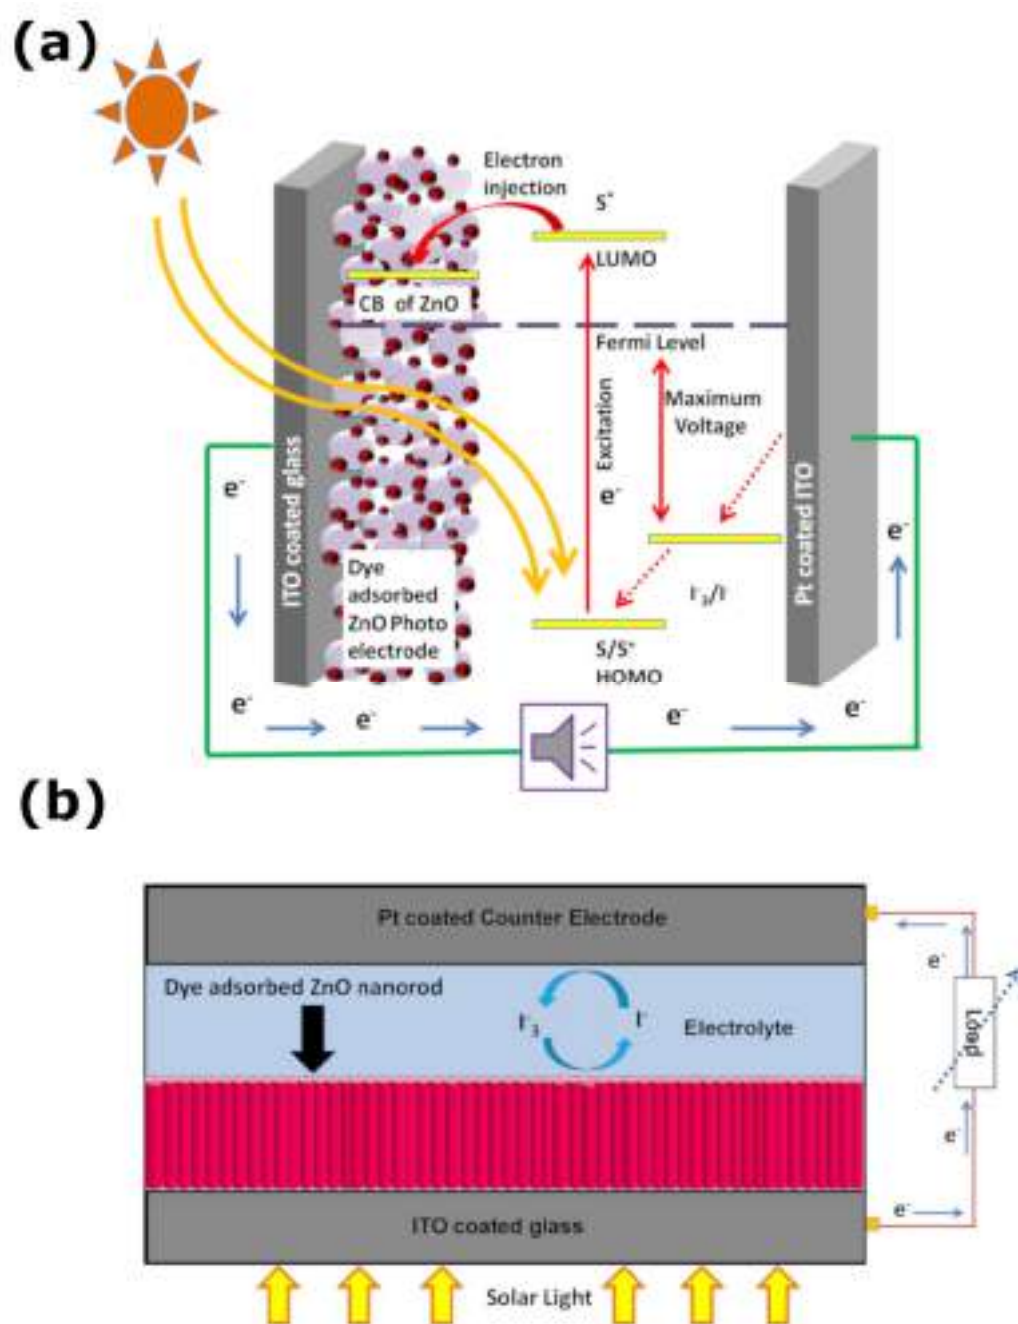 (a)
Electron
injection
S*
LUMO
CB of ZnO
Fermi Level
Maximum
Voltage
Excitation
e-
ITO coated glass
Pt coated ITO
e-
e-
Dye
adsorbed
ZnO Photo
electrode
I-3/I-
S/S+
HOMO
e-
e-
e-
e-
(b)
Pt coated Counter Electrode
Dye adsorbed ZnO nanorod
I-3
I-
Electrolyte
e-
Load
e-
e-
ITO coated glass
Solar Light